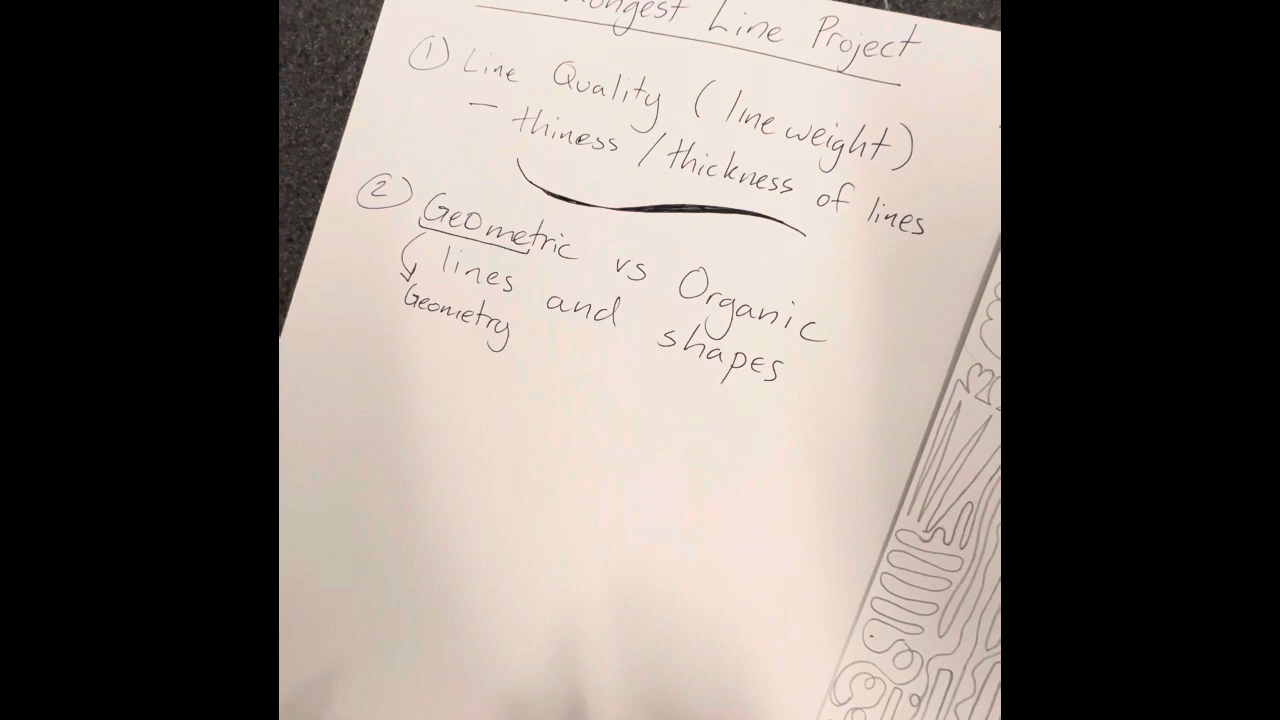 Line Project
① Line Quality (line weight)
– thiness / thickness of lines
② Geometric vs Organic
lines and shapes
Geometry